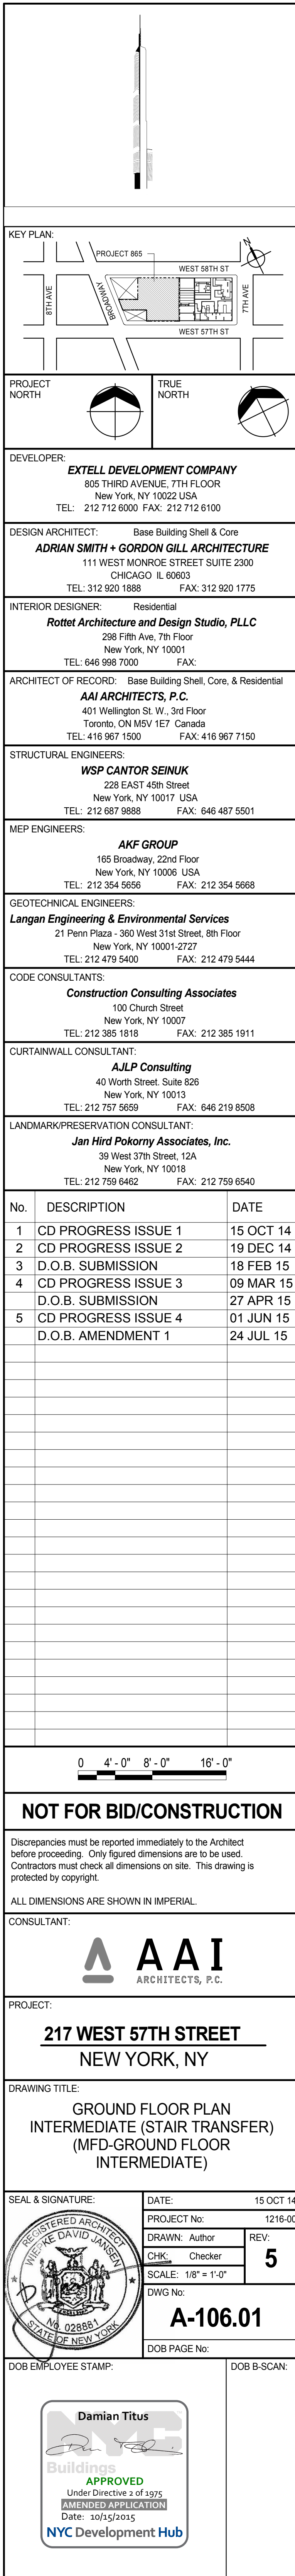 KEY PLAN:
PROJECT 865
N
WEST 58TH ST
8TH AVE
BROADWAY
7TH AVE
WEST 57TH ST
PROJECT
NORTH
TRUE
NORTH
DEVELOPER:
EXTELL DEVELOPMENT COMPANY
805 THIRD AVENUE, 7TH FLOOR
New York, NY 10022 USA
TEL: 212 712 6000 FAX: 212 712 6100
DESIGN ARCHITECT: Base Building Shell & Core
ADRIAN SMITH + GORDON GILL ARCHITECTURE
111 WEST MONROE STREET SUITE 2300
CHICAGO IL 60603
TEL: 312 920 1888 FAX: 312 920 1775
INTERIOR DESIGNER: Residential
Rottet Architecture and Design Studio, PLLC
298 Fifth Ave, 7th Floor
New York, NY 10001
TEL: 646 998 7000 FAX:
ARCHITECT OF RECORD: Base Building Shell, Core, & Residential
AAI ARCHITECTS, P.C.
401 Wellington St. W., 3rd Floor
Toronto, ON M5V 1E7 Canada
TEL: 416 967 1500 FAX: 416 967 7150
STRUCTURAL ENGINEERS:
WSP CANTOR SEINUK
228 EAST 45th Street
New York, NY 10017 USA
TEL: 212 687 9888 FAX: 646 487 5501
MEP ENGINEERS:
AKF GROUP
165 Broadway, 22nd Floor
New York, NY 10006 USA
TEL: 212 354 5656 FAX: 212 354 5668
GEOTECHNICAL ENGINEERS:
Langan Engineering & Environmental Services
21 Penn Plaza - 360 West 31st Street, 8th Floor
New York, NY 10001-2727
TEL: 212 479 5400 FAX: 212 479 5444
CODE CONSULTANTS:
Construction Consulting Associates
100 Church Street
New York, NY 10007
TEL: 212 385 1818 FAX: 212 385 1911
CURTAINWALL CONSULTANT:
AJLP Consulting
40 Worth Street. Suite 826
New York, NY 10013
TEL: 212 757 5659 FAX: 646 219 8508
LANDMARK/PRESERVATION CONSULTANT:
Jan Hird Pokorny Associates, Inc.
39 West 37th Street, 12A
New York, NY 10018
TEL: 212 759 6462 FAX: 212 759 6540
No. DESCRIPTION DATE
1 CD PROGRESS ISSUE 1 15 OCT 14
2 CD PROGRESS ISSUE 2 19 DEC 14
3 D.O.B. SUBMISSION 18 FEB 15
4 CD PROGRESS ISSUE 3 09 MAR 15
D.O.B. SUBMISSION 27 APR 15
5 CD PROGRESS ISSUE 4 01 JUN 15
D.O.B. AMENDMENT 1 24 JUL 15
0 4' - 0" 8' - 0" 16' - 0"
NOT FOR BID/CONSTRUCTION
Discrepancies must be reported immediately to the Architect
before proceeding. Only figured dimensions are to be used.
Contractors must check all dimensions on site. This drawing is
protected by copyright.
ALL DIMENSIONS ARE SHOWN IN IMPERIAL.
CONSULTANT:
AAI
ARCHITECTS, P.C.
PROJECT:
217 WEST 57TH STREET
NEW YORK, NY
DRAWING TITLE:
GROUND FLOOR PLAN
INTERMEDIATE (STAIR TRANSFER)
(MFD-GROUND FLOOR
INTERMEDIATE)
SEAL & SIGNATURE:
REGISTERED ARCHITECT
WIEPKE DAVID JANSEN
No. 028881
STATE OF NEW YORK
DATE: 15 OCT 14
PROJECT No: 1216-00
DRAWN: Author
CHK: Checker
SCALE: 1/8" = 1'-0"
REV:
5
DWG No:
A-106.01
DOB PAGE No:
DOB EMPLOYEE STAMP:
DOB B-SCAN:
Damian Titus
NYC
Buildings
APPROVED
Under Directive 2 of 1975
AMENDED APPLICATION
Date: 10/15/2015
NYC Development Hub